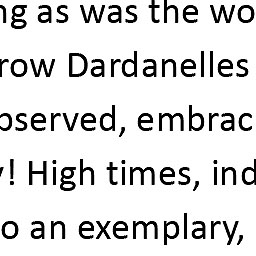 ng as was the wo
row Dardanelles
bserved, embrac
y! High times, ind
o an exemplary,